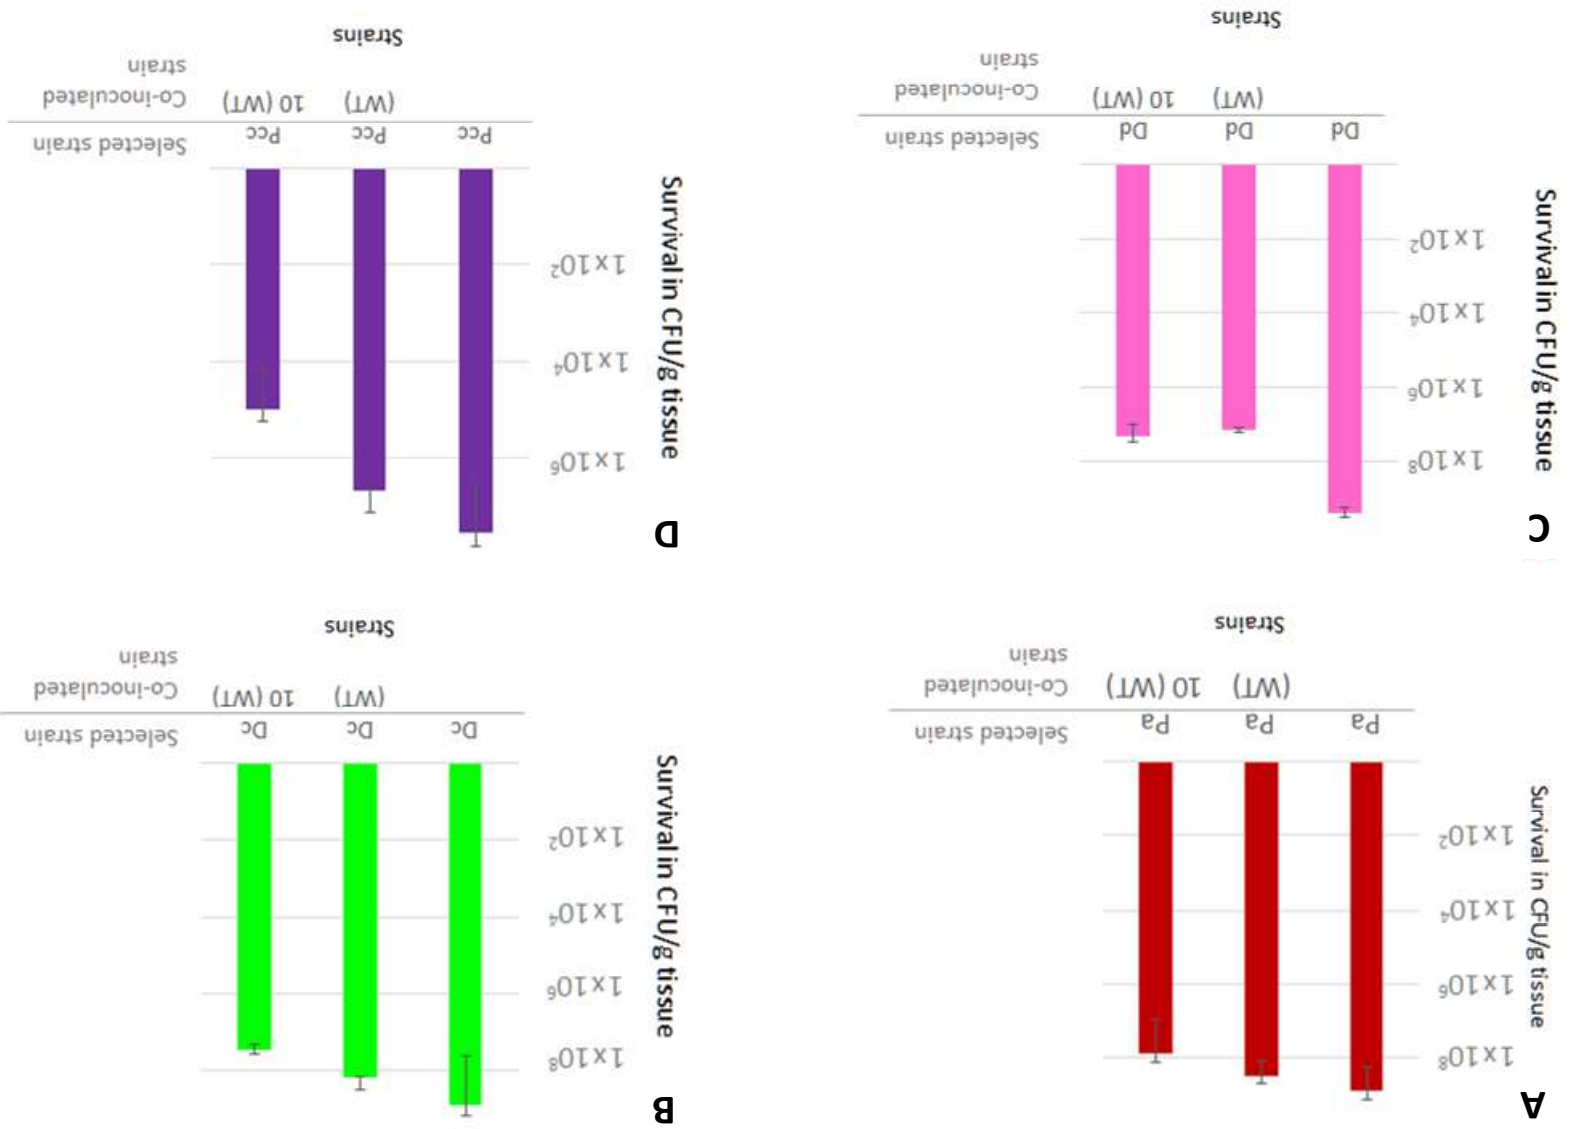 A
Survival in CFU/g tissue
1x10⁸
1x10⁶
1x10⁴
1x10²
Pa Pa Pa Selected strain
(WT) 10 (WT) Co-inoculated
strain
Strains
B
Survival in CFU/g tissue
1x10⁸
1x10⁶
1x10⁴
1x10²
Dc Dc Dc Selected strain
(WT) 10 (WT) Co-inoculated
strain
Strains
C
Survival in CFU/g tissue
1x10⁸
1x10⁶
1x10⁴
1x10²
Dd Dd Dd Selected strain
(WT) 10 (WT) Co-inoculated
strain
Strains
D
Survival in CFU/g tissue
1x10⁶
1x10⁴
1x10²
Pcc Pcc Pcc Selected strain
(WT) 10 (WT) Co-inoculated
strain
Strains